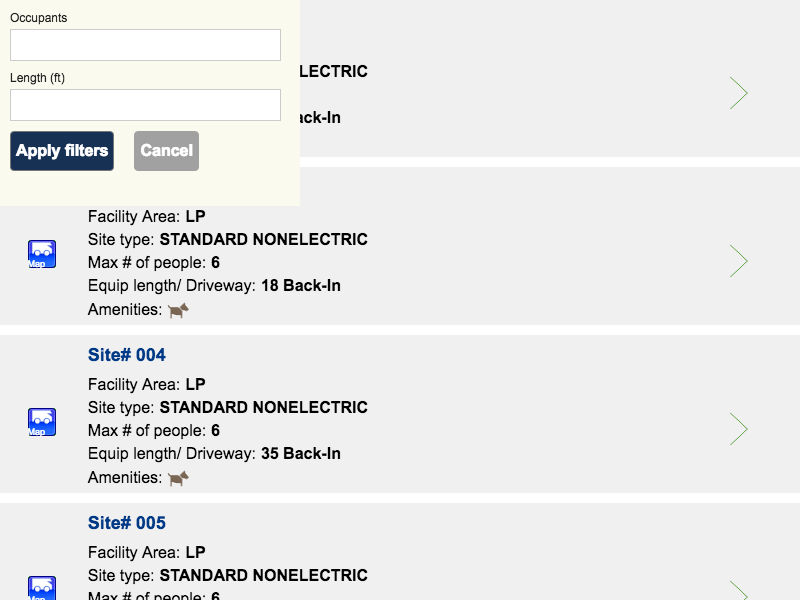 Occupants
Length (ft)
Apply filters
Cancel
LECTRIC
ck-In
Facility Area: LP
Site type: STANDARD NONELECTRIC
Max # of people: 6
Equip length/ Driveway: 18 Back-In
Amenities:
Map
Site# 004
Facility Area: LP
Site type: STANDARD NONELECTRIC
Max # of people: 6
Equip length/ Driveway: 35 Back-In
Amenities:
Map
Site# 005
Facility Area: LP
Site type: STANDARD NONELECTRIC
Max # of people: 6
Map